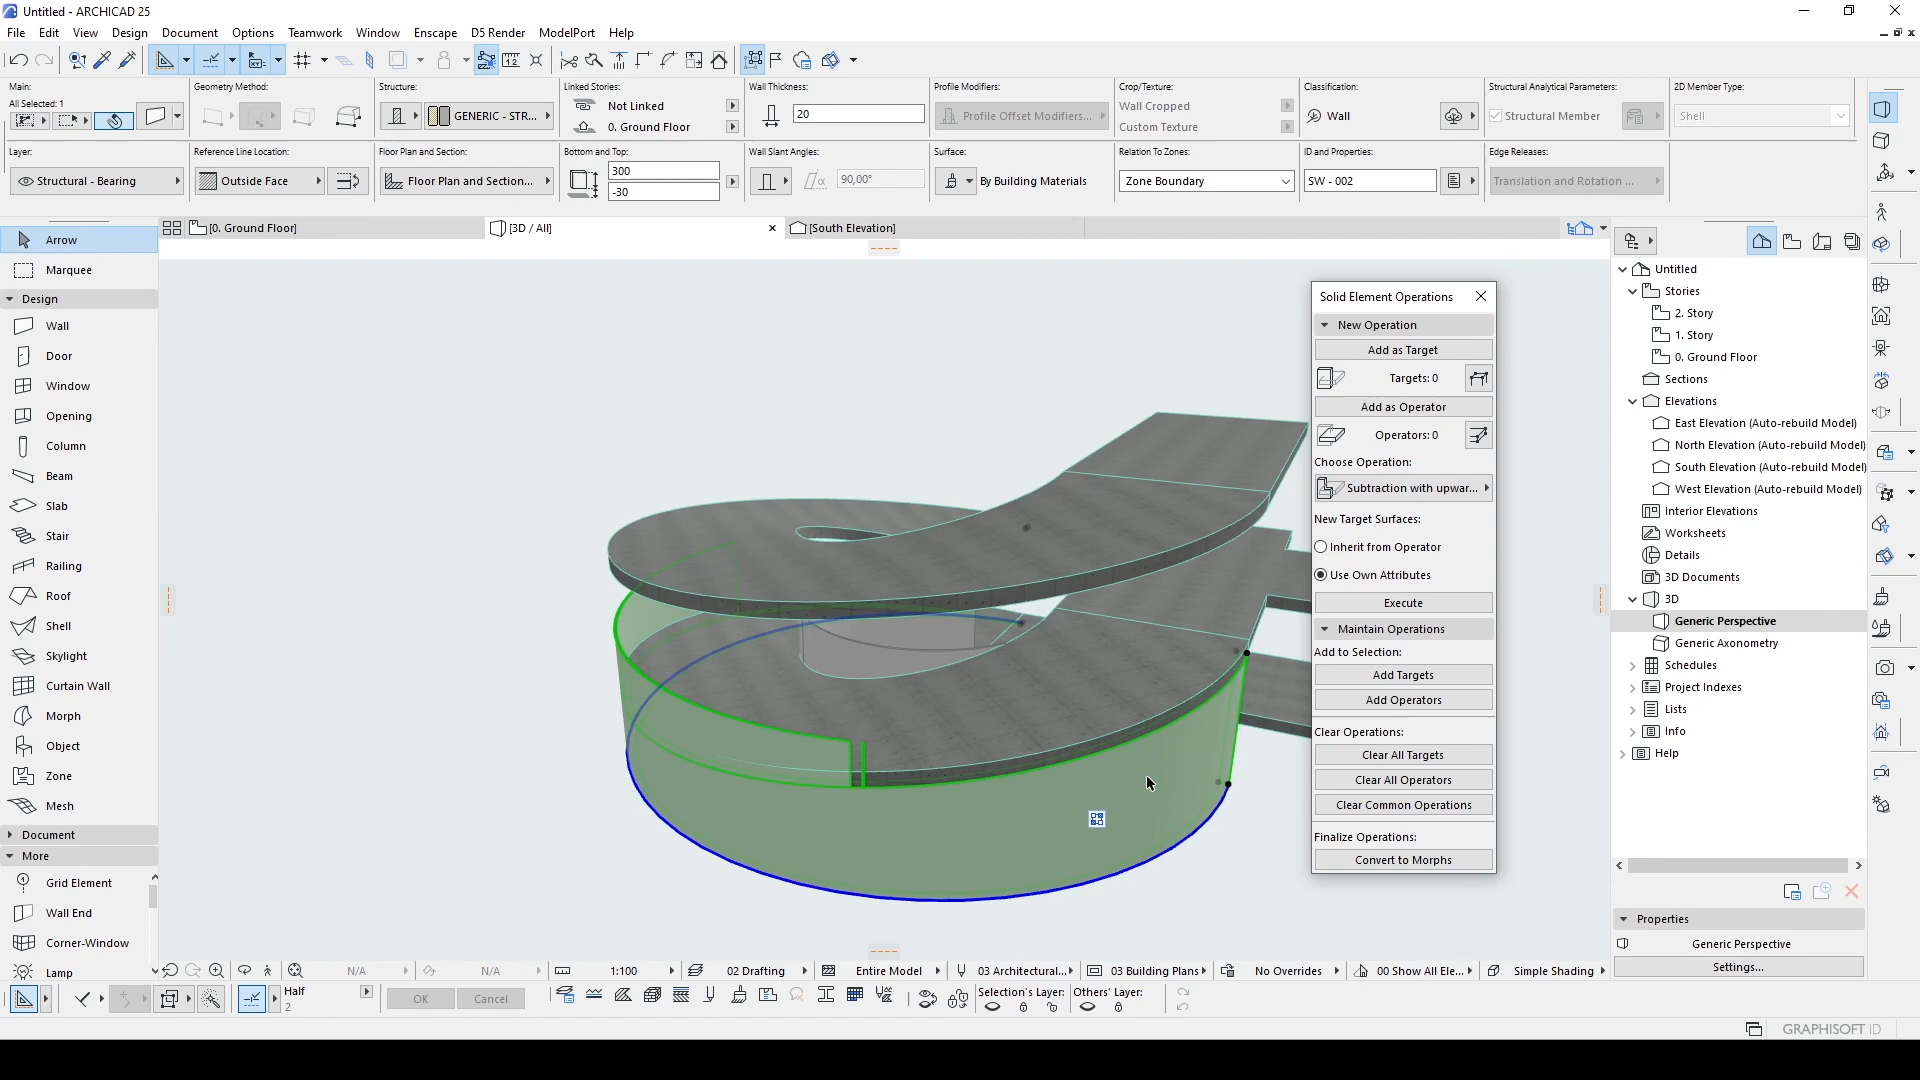 Untitled - ARCHICAD 25
File Edit View Design Document Options Teamwork Window Enscape D5 Render ModelPort Help
Main: Geometry Method: Structure: Linked Stories: Wall Thickness: Profile Modifiers: Crop/Texture: Classification: Structural Analytical Parameters: 2D Member Type:
All Selected: 1 Not Linked Wall Cropped
GENERIC - STR... 20 Profile Offset Modifiers... Wall Structural Member Shell
0. Ground Floor Custom Texture
Layer: Reference Line Location: Floor Plan and Section: Bottom and Top: Wall Slant Angles: Surface: Relation To Zones: ID and Properties: Edge Releases:
300
Structural - Bearing Outside Face Floor Plan and Section... 90,00° By Building Materials Zone Boundary SW - 002 Translation and Rotation ...
-30
[0. Ground Floor] [3D / All] [South Elevation]
Arrow
Marquee
Design
Wall
Door
Window
Opening
Column
Beam
Slab
Stair
Railing
Roof
Shell
Skylight
Curtain Wall
Morph
Object
Zone
Mesh
Document
More
Grid Element
Wall End
Corner-Window
Lamp
Solid Element Operations
New Operation
Add as Target
Targets: 0
Add as Operator
Operators: 0
Choose Operation:
Subtraction with upwar...
New Target Surfaces:
Inherit from Operator
Use Own Attributes
Execute
Maintain Operations
Add to Selection:
Add Targets
Add Operators
Clear Operations:
Clear All Targets
Clear All Operators
Clear Common Operations
Finalize Operations:
Convert to Morphs
Untitled
Stories
2. Story
1. Story
0. Ground Floor
Sections
Elevations
East Elevation (Auto-rebuild Model)
North Elevation (Auto-rebuild Model)
South Elevation (Auto-rebuild Model)
West Elevation (Auto-rebuild Model)
Interior Elevations
Worksheets
Details
3D Documents
3D
Generic Perspective
Generic Axonometry
Schedules
Project Indexes
Lists
Info
Help
Properties
Generic Perspective
Settings...
N/A N/A 1:100 02 Drafting Entire Model 03 Architectural... 03 Building Plans No Overrides 00 Show All Ele... Simple Shading
Half
2
OK Cancel
Selection's Layer: Others' Layer:
GRAPHISOFT ID